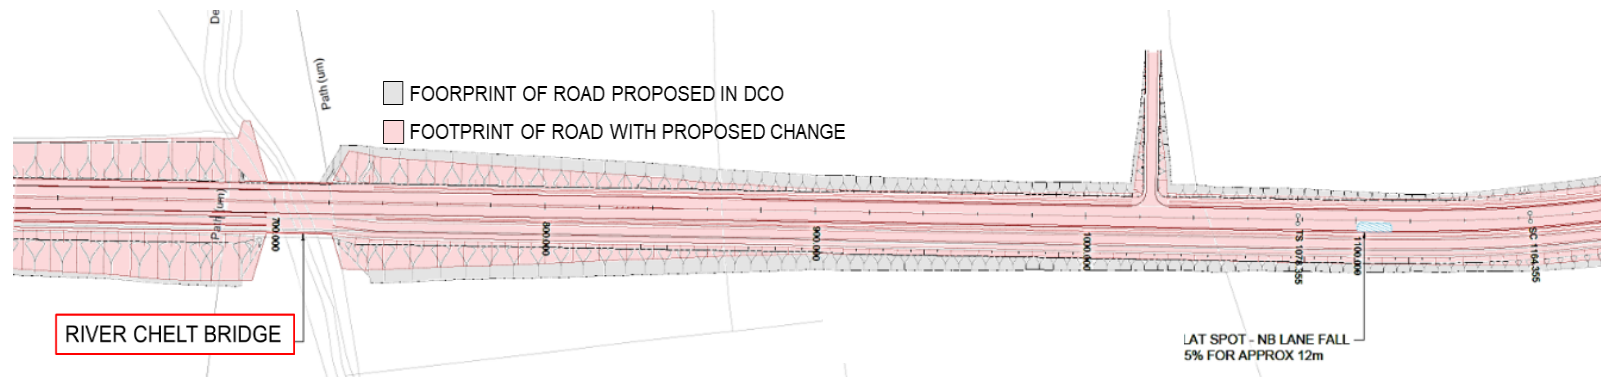 De
Path (um)
FOORPRINT OF ROAD PROPOSED IN DCO
FOOTPRINT OF ROAD WITH PROPOSED CHANGE
Path (um)
700.000
800.000
900.000
1000.000
TS 1078.355
1100.000
SC 1164.355
RIVER CHELT BRIDGE
LAT SPOT - NB LANE FALL
5% FOR APPROX 12m